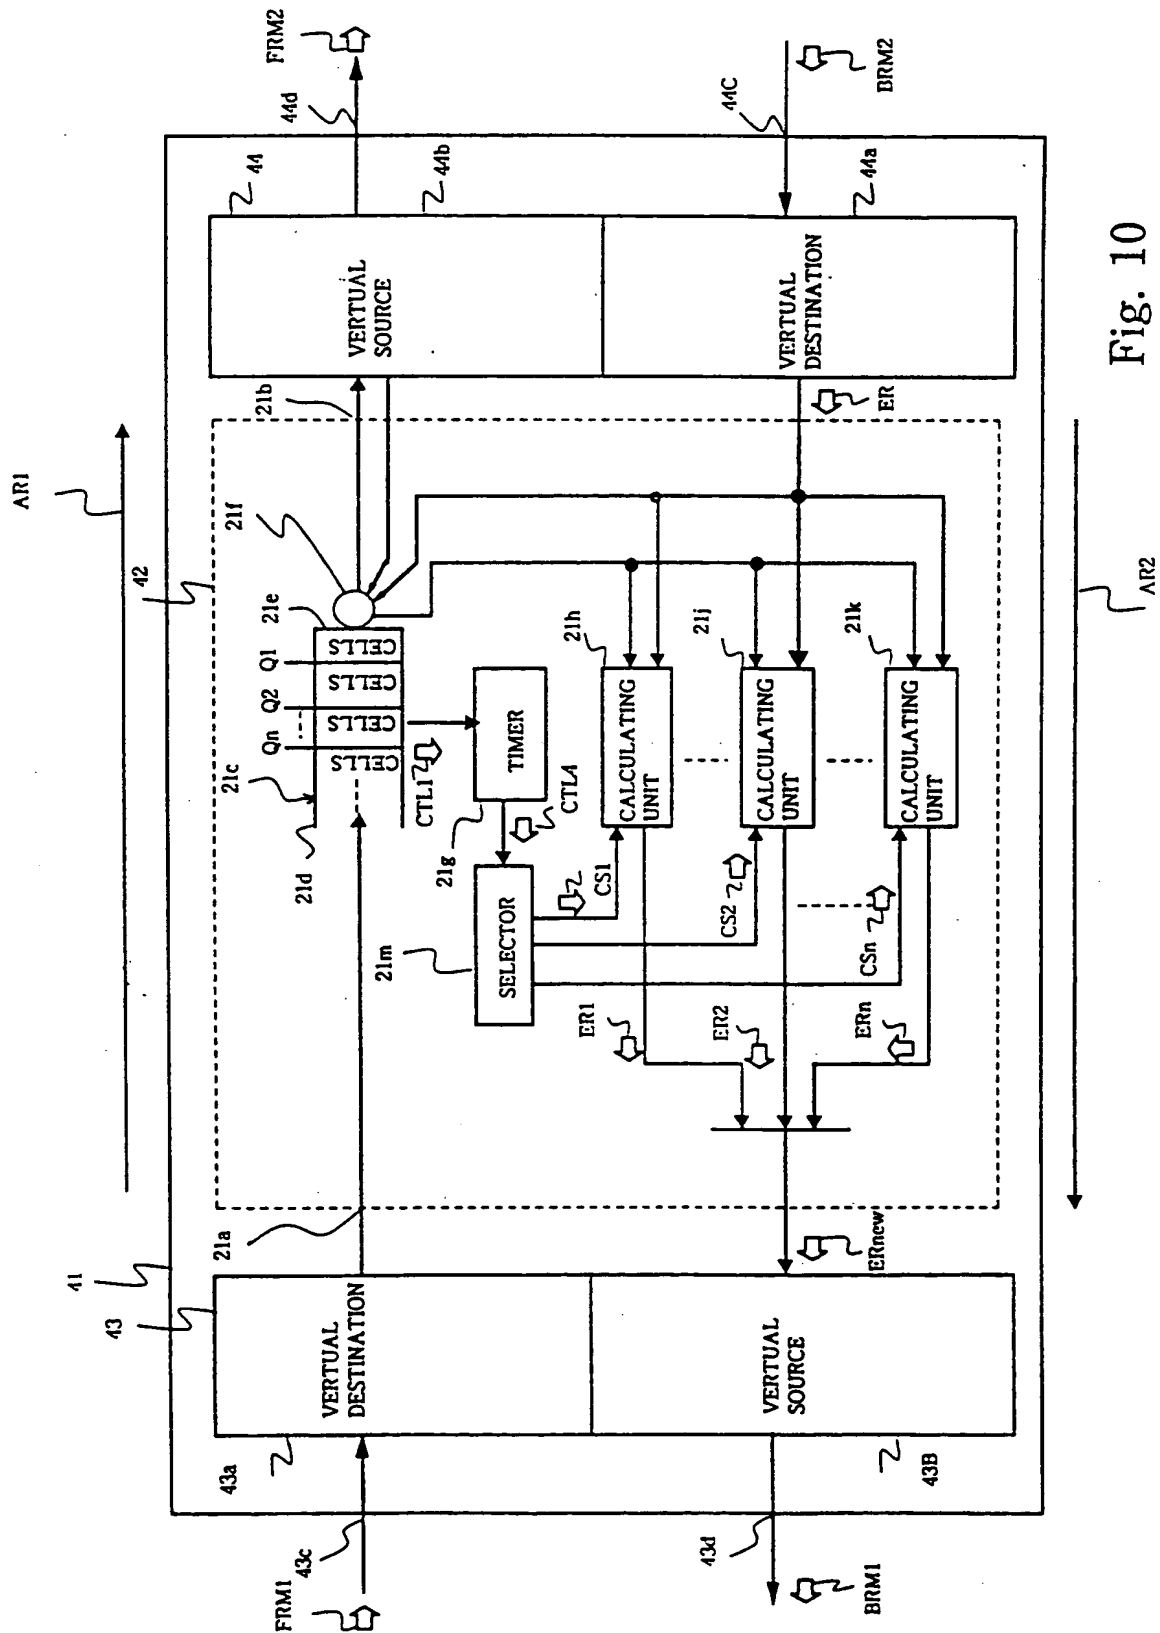 AR1
41
42
43
44
FRM1
43c
43a
VERTUAL
DESTINATION
21a
21d
21c
Qn
Q2
Q1
CELLS
CELLS
CELLS
CELLS
21e
21f
21b
VERTUAL
SOURCE
44b
44d
FRM2
CTL1
TIMER
21g
CTL4
SELECTOR
21m
CS1
CS2
CSn
21h
CALCULATING
UNIT
21j
CALCULATING
UNIT
21k
CALCULATING
UNIT
ER1
ER2
ERn
ER
VERTUAL
DESTINATION
44a
44C
BRM2
ERnew
VERTUAL
SOURCE
43B
43d
BRM1
AR2
Fig. 10